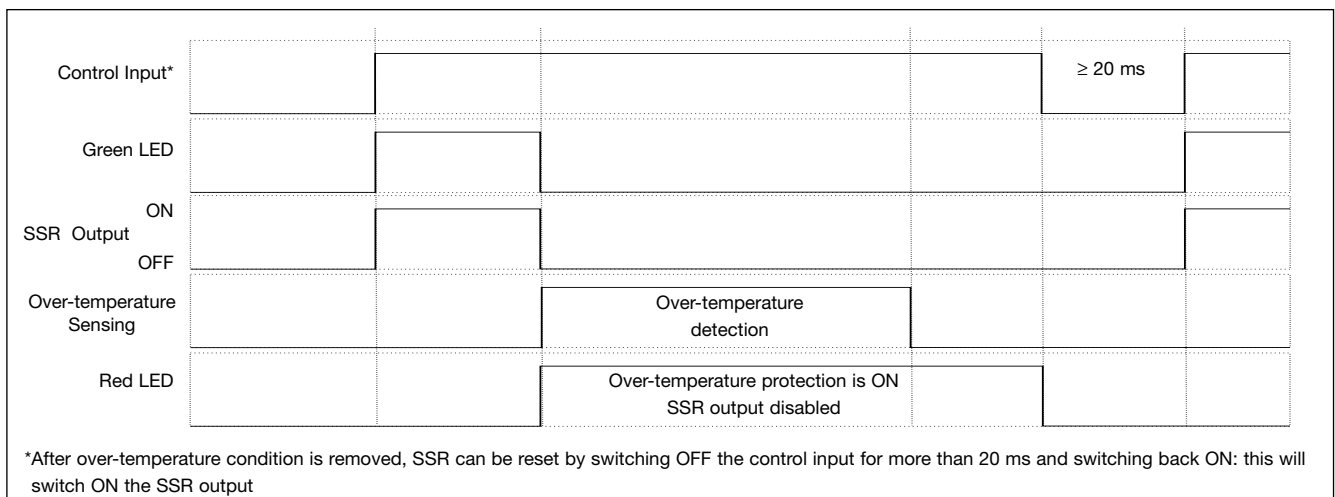 Control Input*
≥ 20 ms
Green LED
ON
SSR Output
OFF
Over-temperature
Sensing
Over-temperature
detection
Red LED
Over-temperature protection is ON
SSR output disabled
*After over-temperature condition is removed, SSR can be reset by switching OFF the control input for more than 20 ms and switching back ON: this will
switch ON the SSR output